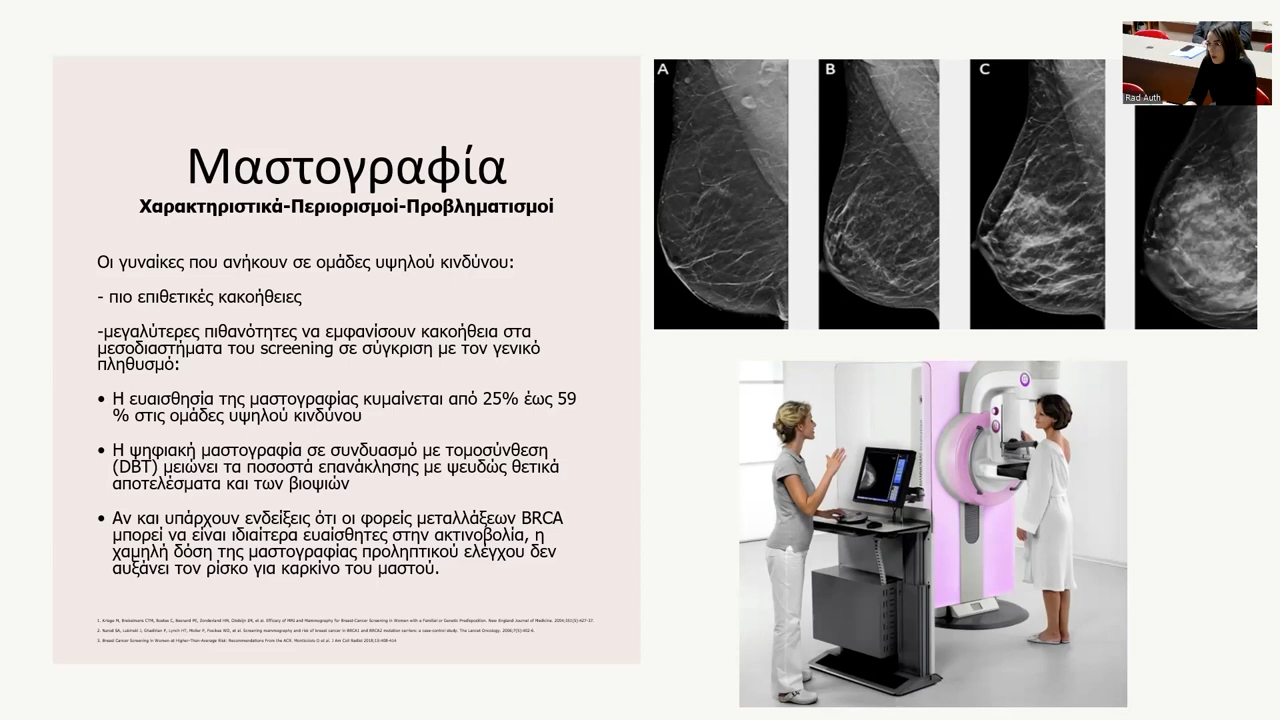 Μαστογραφία
Χαρακτηριστικά-Περιορισμοί-Προβληματισμοί
Οι γυναίκες που ανήκουν σε ομάδες υψηλού κινδύνου:
- πιο επιθετικές κακοήθειες
-μεγαλύτερες πιθανότητες να εμφανίσουν κακοήθεια στα
μεσοδιαστήματα του screening σε σύγκριση με τον γενικό
πληθυσμό:
• Η ευαισθησία της μαστογραφίας κυμαίνεται από 25% έως 59
% στις ομάδες υψηλού κινδύνου
• Η ψηφιακή μαστογραφία σε συνδυασμό με τομοσύνθεση
(DBT) μειώνει τα ποσοστά επανάκλησης με ψευδώς θετικά
αποτελέσματα και των βιοψιών
• Αν και υπάρχουν ενδείξεις ότι οι φορείς μεταλλάξεων BRCA
μπορεί να είναι ιδιαίτερα ευαίσθητες στην ακτινοβολία, η
χαμηλή δόση της μαστογραφίας προληπτικού ελέγχου δεν
αυξάνει τον ρίσκο για καρκίνο του μαστού.
A
B
C
Rad Auth